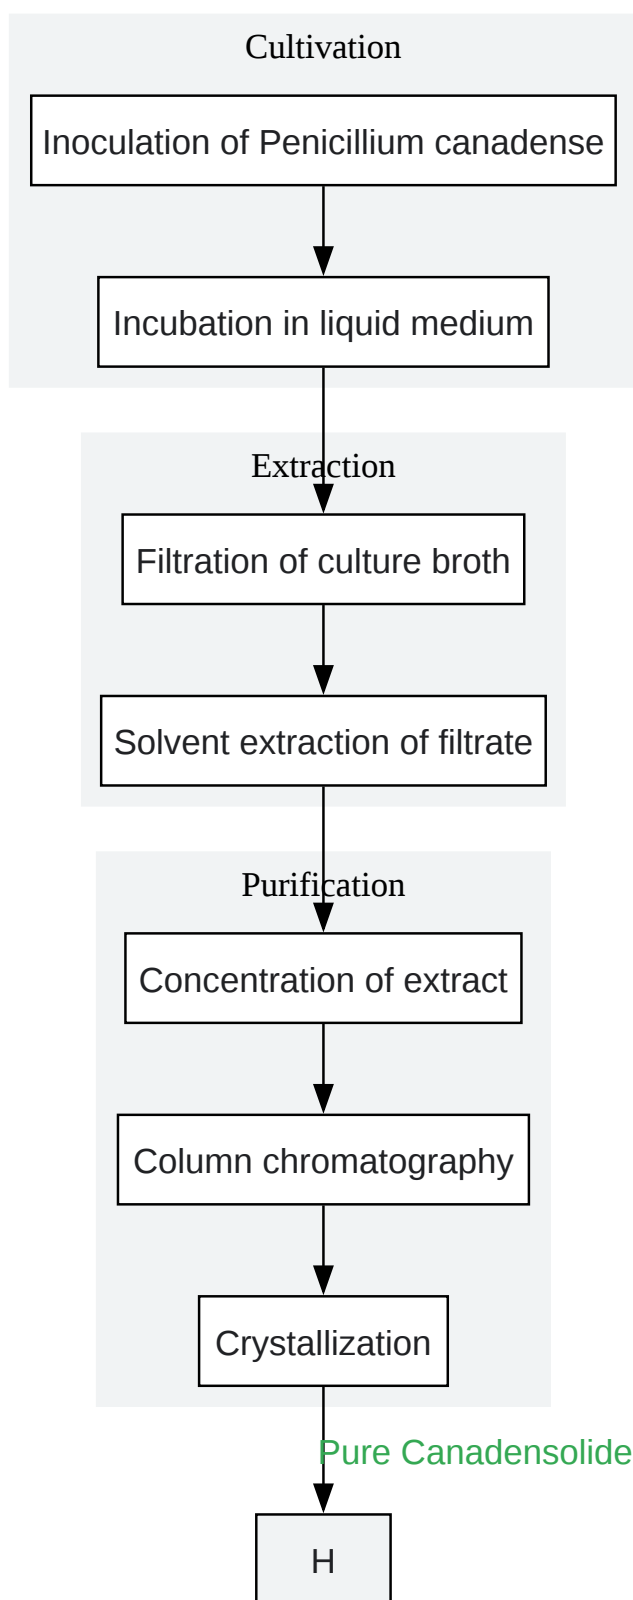 Cultivation
Inoculation of Penicillium canadense
Incubation in liquid medium
Extraction
Filtration of culture broth
Solvent extraction of filtrate
Purification
Concentration of extract
Column chromatography
Crystallization
Pure Canadensolide
H